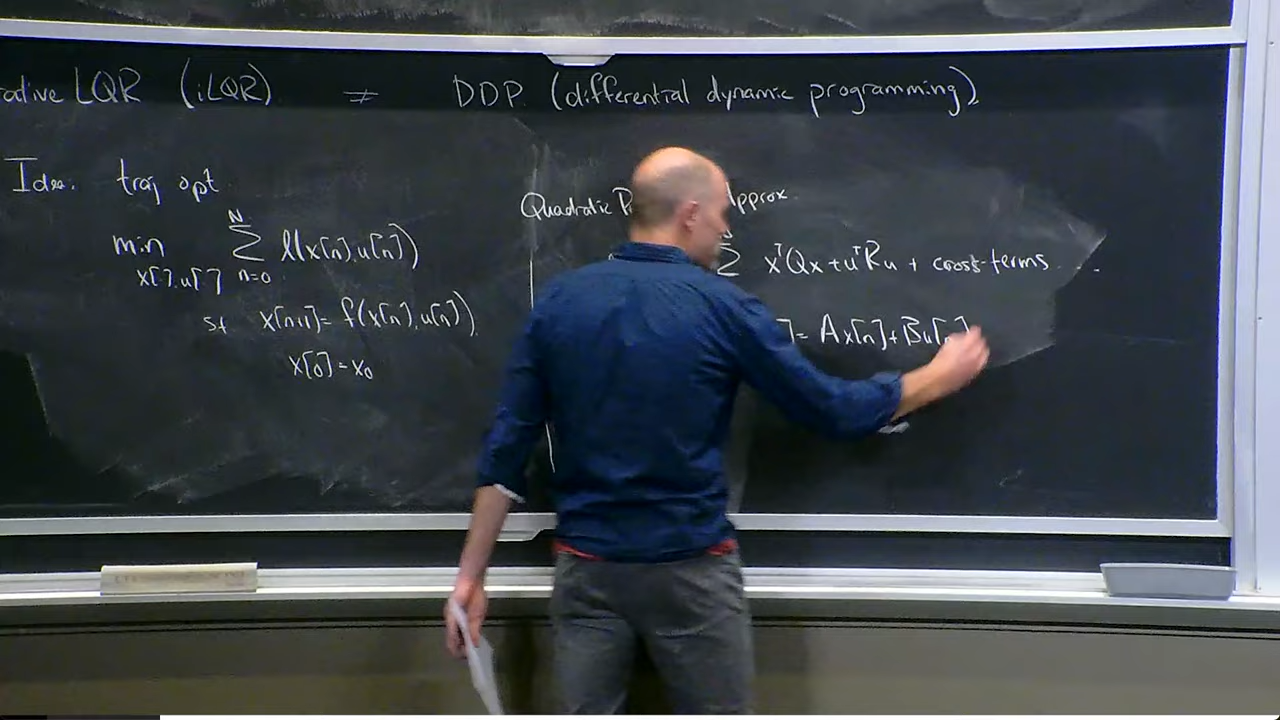 LQR (iLQR) ≠ DDP (differential dynamic programming)
Idea: traj opt
min Σ l(x[n],u[n])
N
x[·],u[·] n=0
st x[n+1] = f(x[n],u[n])
x[0] = x₀
Quadratic Approx.
Σ xᵀQx + uᵀRu + cross-terms ...
] = Ax[n] + Bu[n]